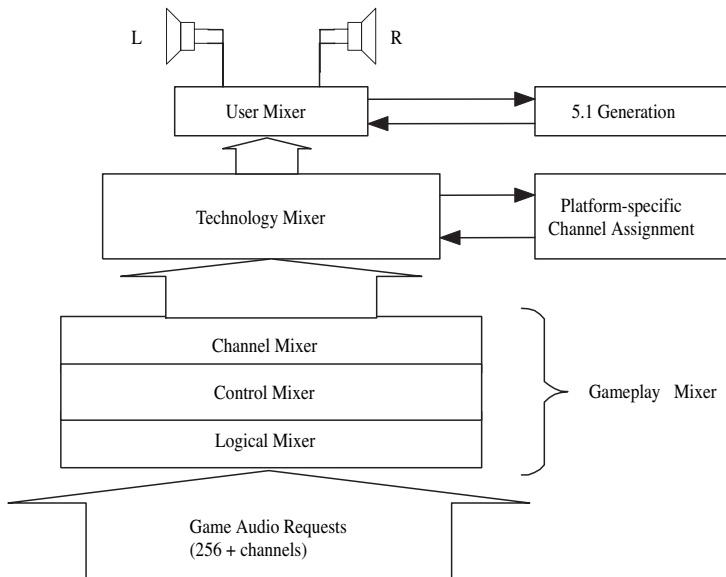 L
R
User Mixer
5.1 Generation
Technology Mixer
Platform-specific
Channel Assignment
Channel Mixer
Control Mixer
Gameplay Mixer
Logical Mixer
Game Audio Requests
(256 + channels)